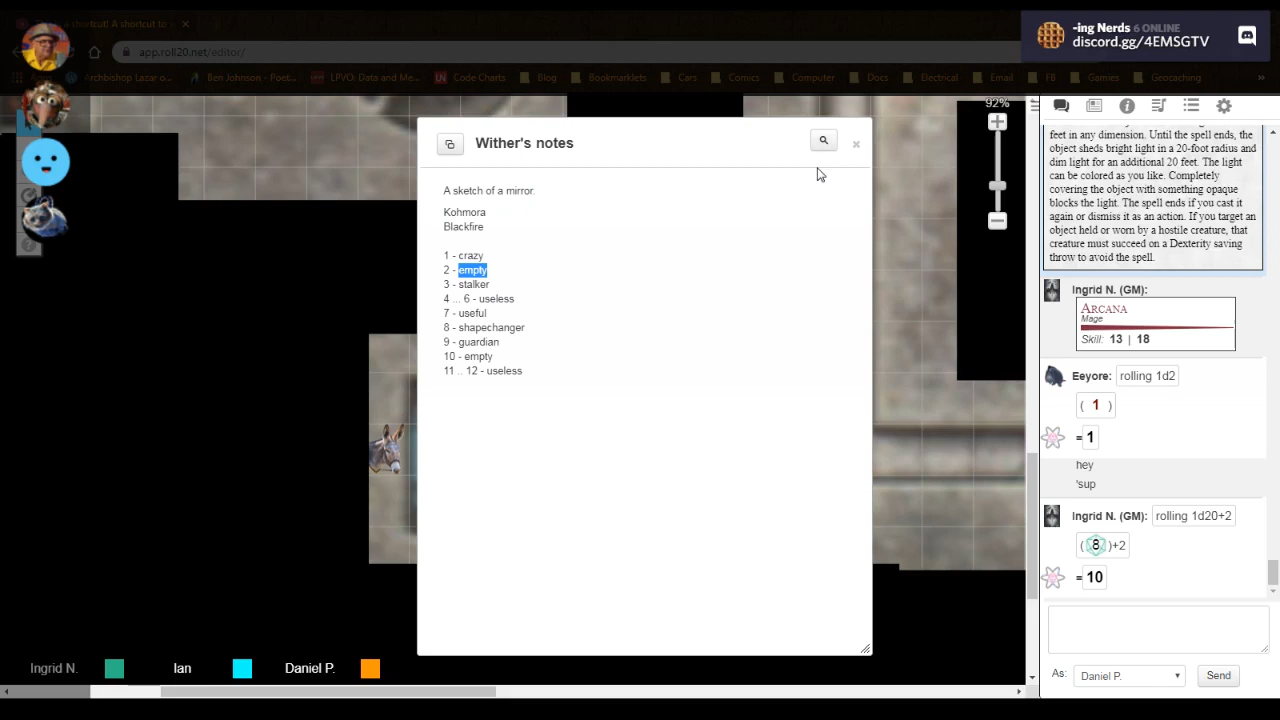 -ing Nerds 6 ONLINE
discord.gg/4EMSGTV
app.roll20.net/editor/
Archbishop Lazar o...
Ben Johnson - Poet...
LP/O: Data and Me...
Code Charts
Blog
Bookmarklets
Cars
Comics
Computer
Docs
Electrical
Email
FB
Games
Geocaching
92%
Wither's notes
A sketch of a mirror.
Kohmora
Blackfire
1 - crazy
2 - empty
3 - stalker
4 ... 6 - useless
7 - useful
8 - shapechanger
9 - guardian
10 - empty
11 .. 12 - useless
feet in any dimension. Until the spell ends, the
object sheds bright light in a 20-foot radius and
dim light for an additional 20 feet. The light
can be colored as you like. Completely
covering the object with something opaque
blocks the light. The spell ends if you cast it
again or dismiss it as an action. If you target an
object held or worn by a hostile creature, that
creature must succeed on a Dexterity saving
throw to avoid the spell.
Ingrid N. (GM):
ARCANA
Mage
Skill: 13 | 18
Eeyore: rolling 1d2
( 1 )
=1
hey
'sup
Ingrid N. (GM): rolling 1d20+2
(8)+2
=10
As: Daniel P. Send
Ingrid N. Ian Daniel P.